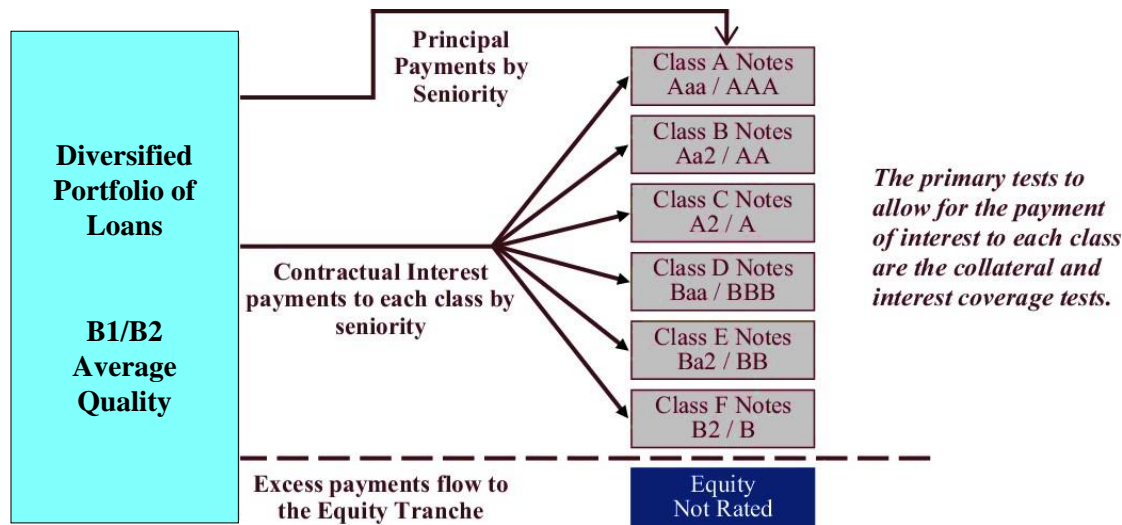 Diversified
Portfolio of
Loans
B1/B2
Average
Quality
Principal
Payments by
Seniority
Contractual Interest
payments to each class by
seniority
Excess payments flow to
the Equity Tranche
Class A Notes
Aaa / AAA
Class B Notes
Aa2 / AA
Class C Notes
A2 / A
Class D Notes
Baa / BBB
Class E Notes
Ba2 / BB
Class F Notes
B2 / B
Equity
Not Rated
The primary tests to
allow for the payment
of interest to each class
are the collateral and
interest coverage tests.